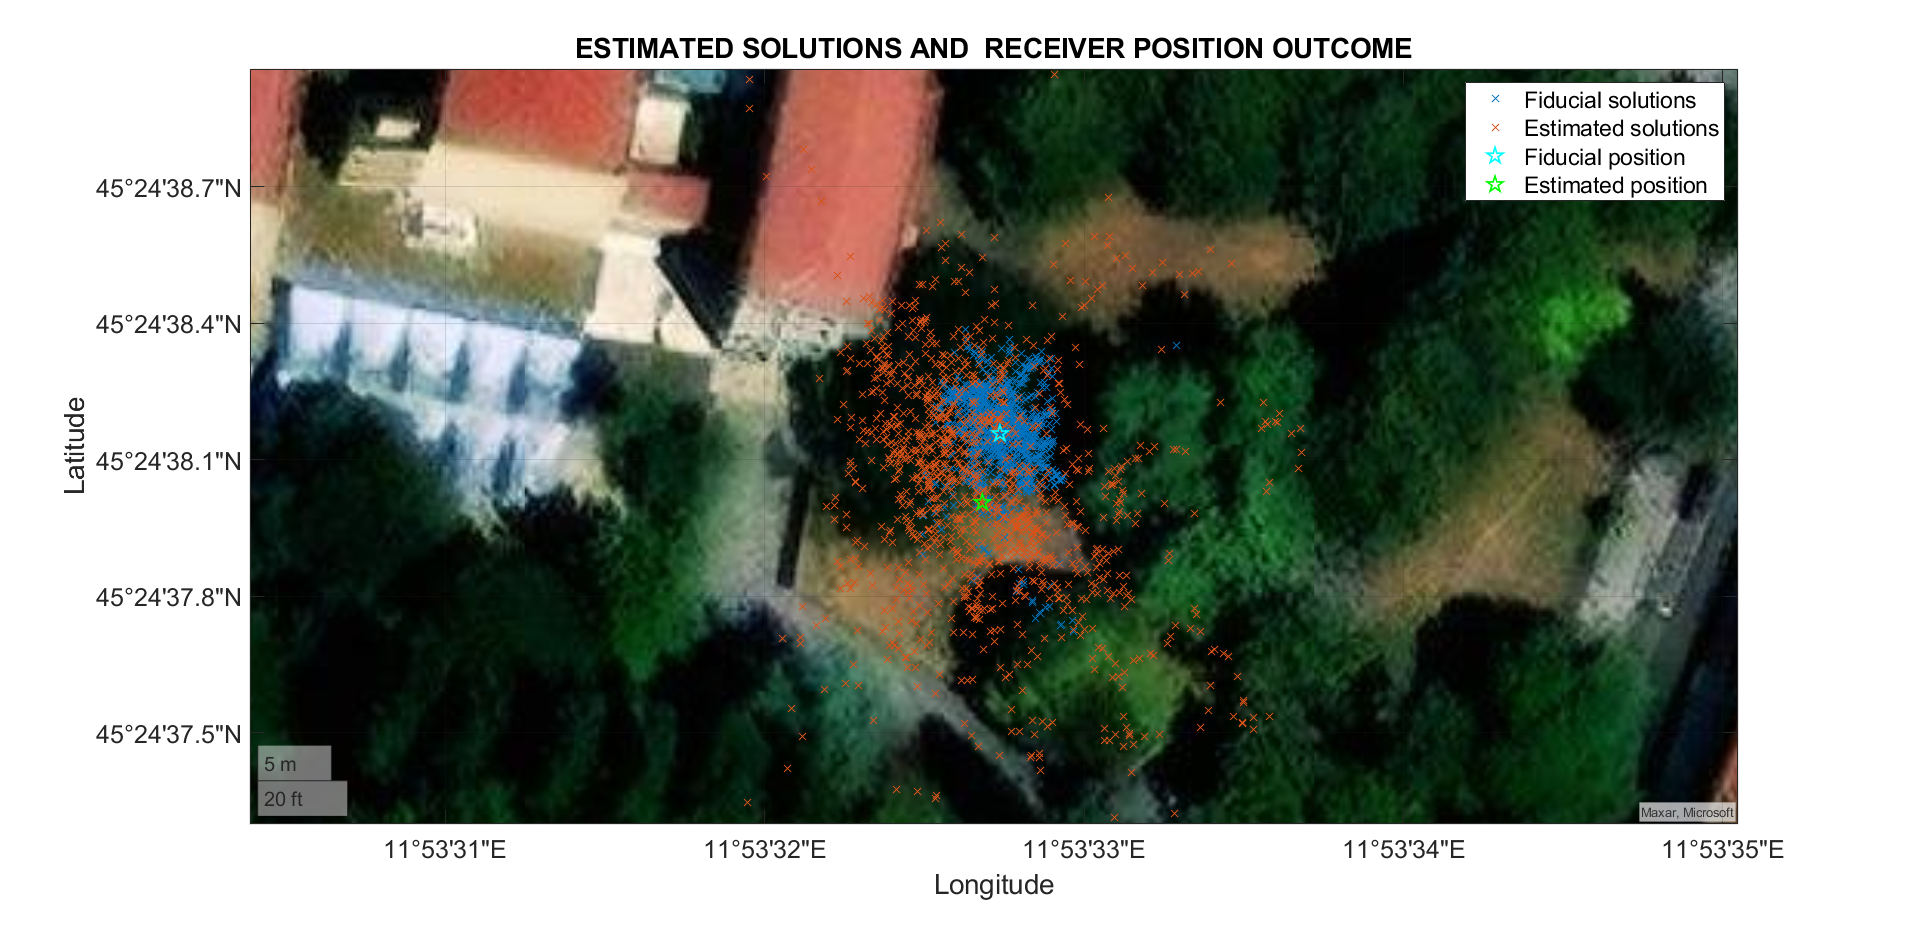 ESTIMATED SOLUTIONS AND  RECEIVER POSITION OUTCOME
Fiducial solutions
Estimated solutions
Fiducial position
Estimated position
45°24'38.7"N
45°24'38.4"N
45°24'38.1"N
45°24'37.8"N
45°24'37.5"N
Latitude
5 m
20 ft
Maxar, Microsoft
11°53'31"E
11°53'32"E
11°53'33"E
11°53'34"E
11°53'35"E
Longitude